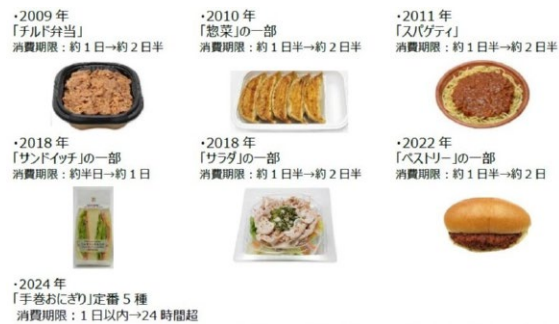 ・2009年
「チルド弁当」
消費期限：約1日→約2日半
・2010年
「惣菜」の一部
消費期限：約1日半→約2日半
・2011年
「スパゲティ」
消費期限：約1日半→約2日半
・2018年
「サンドイッチ」の一部
消費期限：約半日→約1日
・2018年
「サラダ」の一部
消費期限：約1日半→約2日半
・2022年
「ペストリー」の一部
消費期限：約1日半→約2日
・2024年
「手巻おにぎり」定番5種
消費期限：1日以内→24時間超